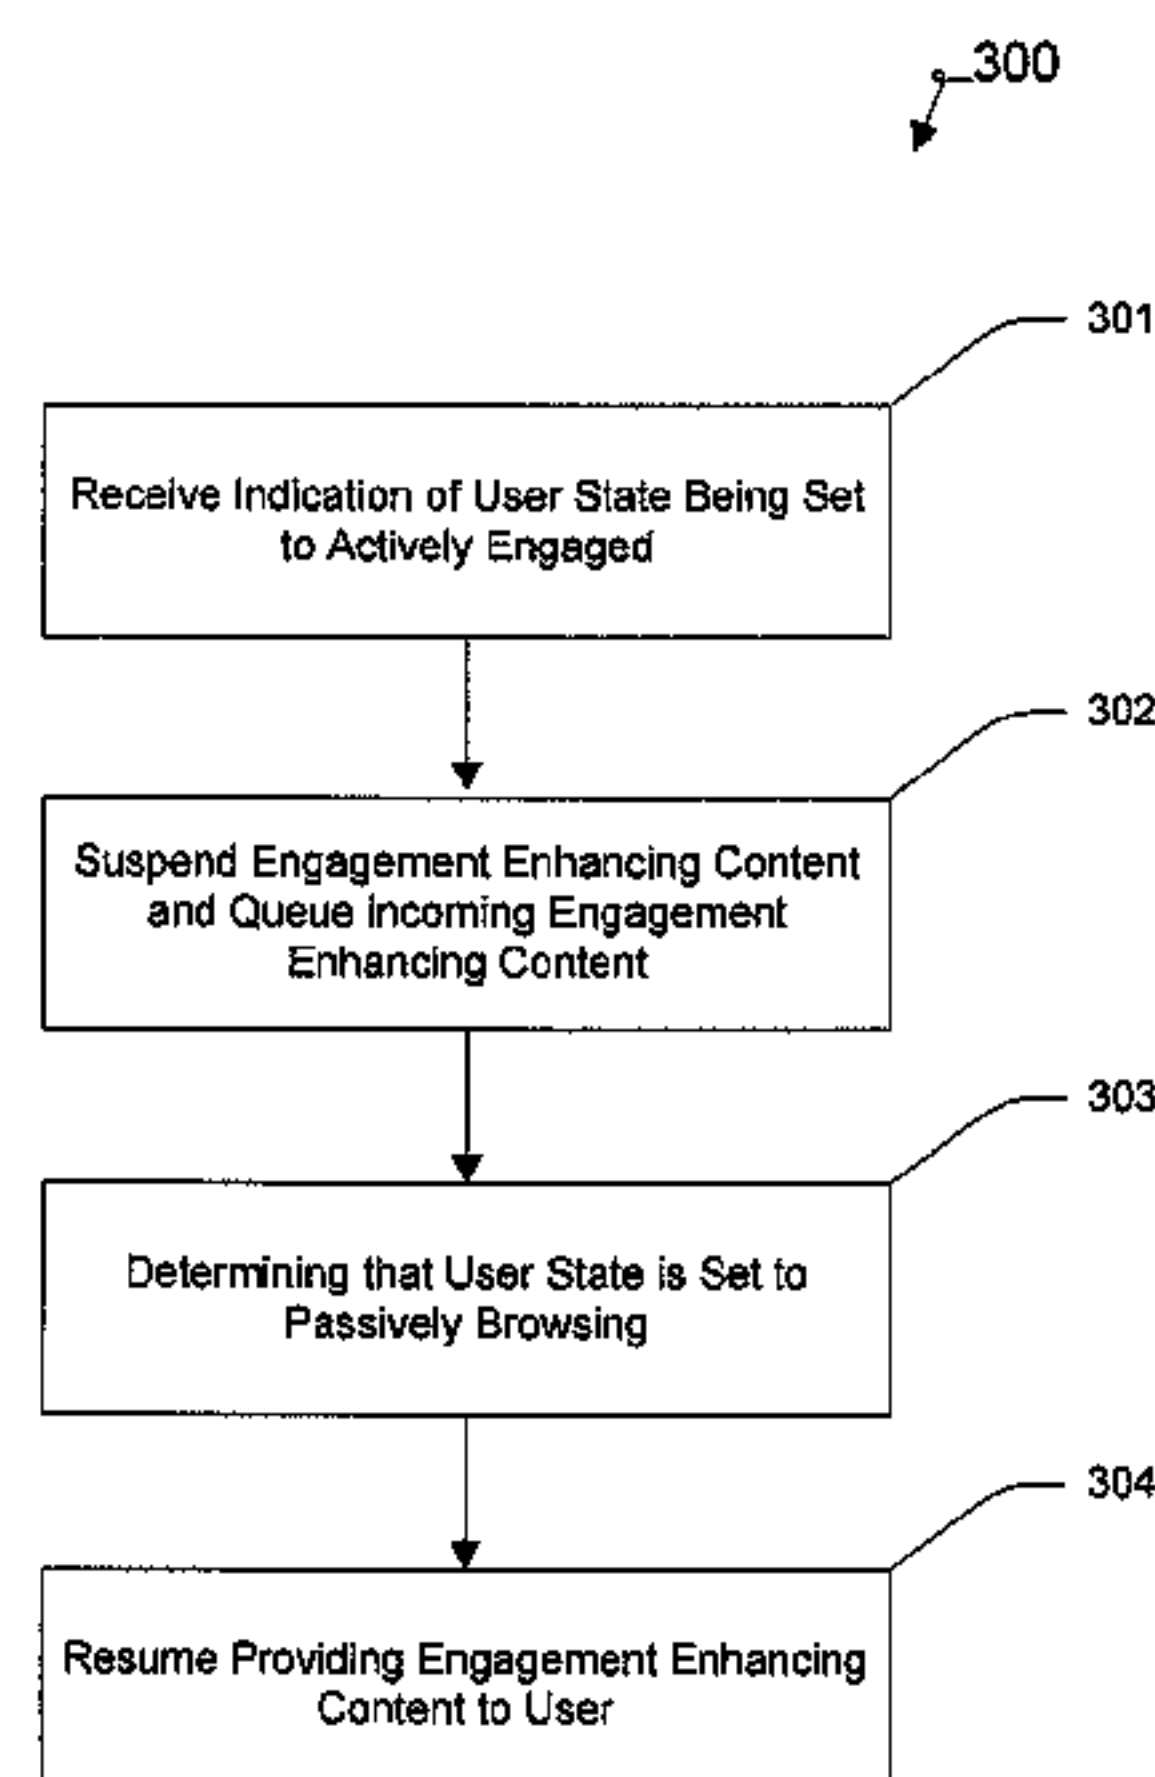 300
301
Receive Indication of User State Being Set
to Actively Engaged
302
Suspend Engagement Enhancing Content
and Queue Incoming Engagement
Enhancing Content
303
Determining that User State is Set to
Passively Browsing
304
Resume Providing Engagement Enhancing
Content to User